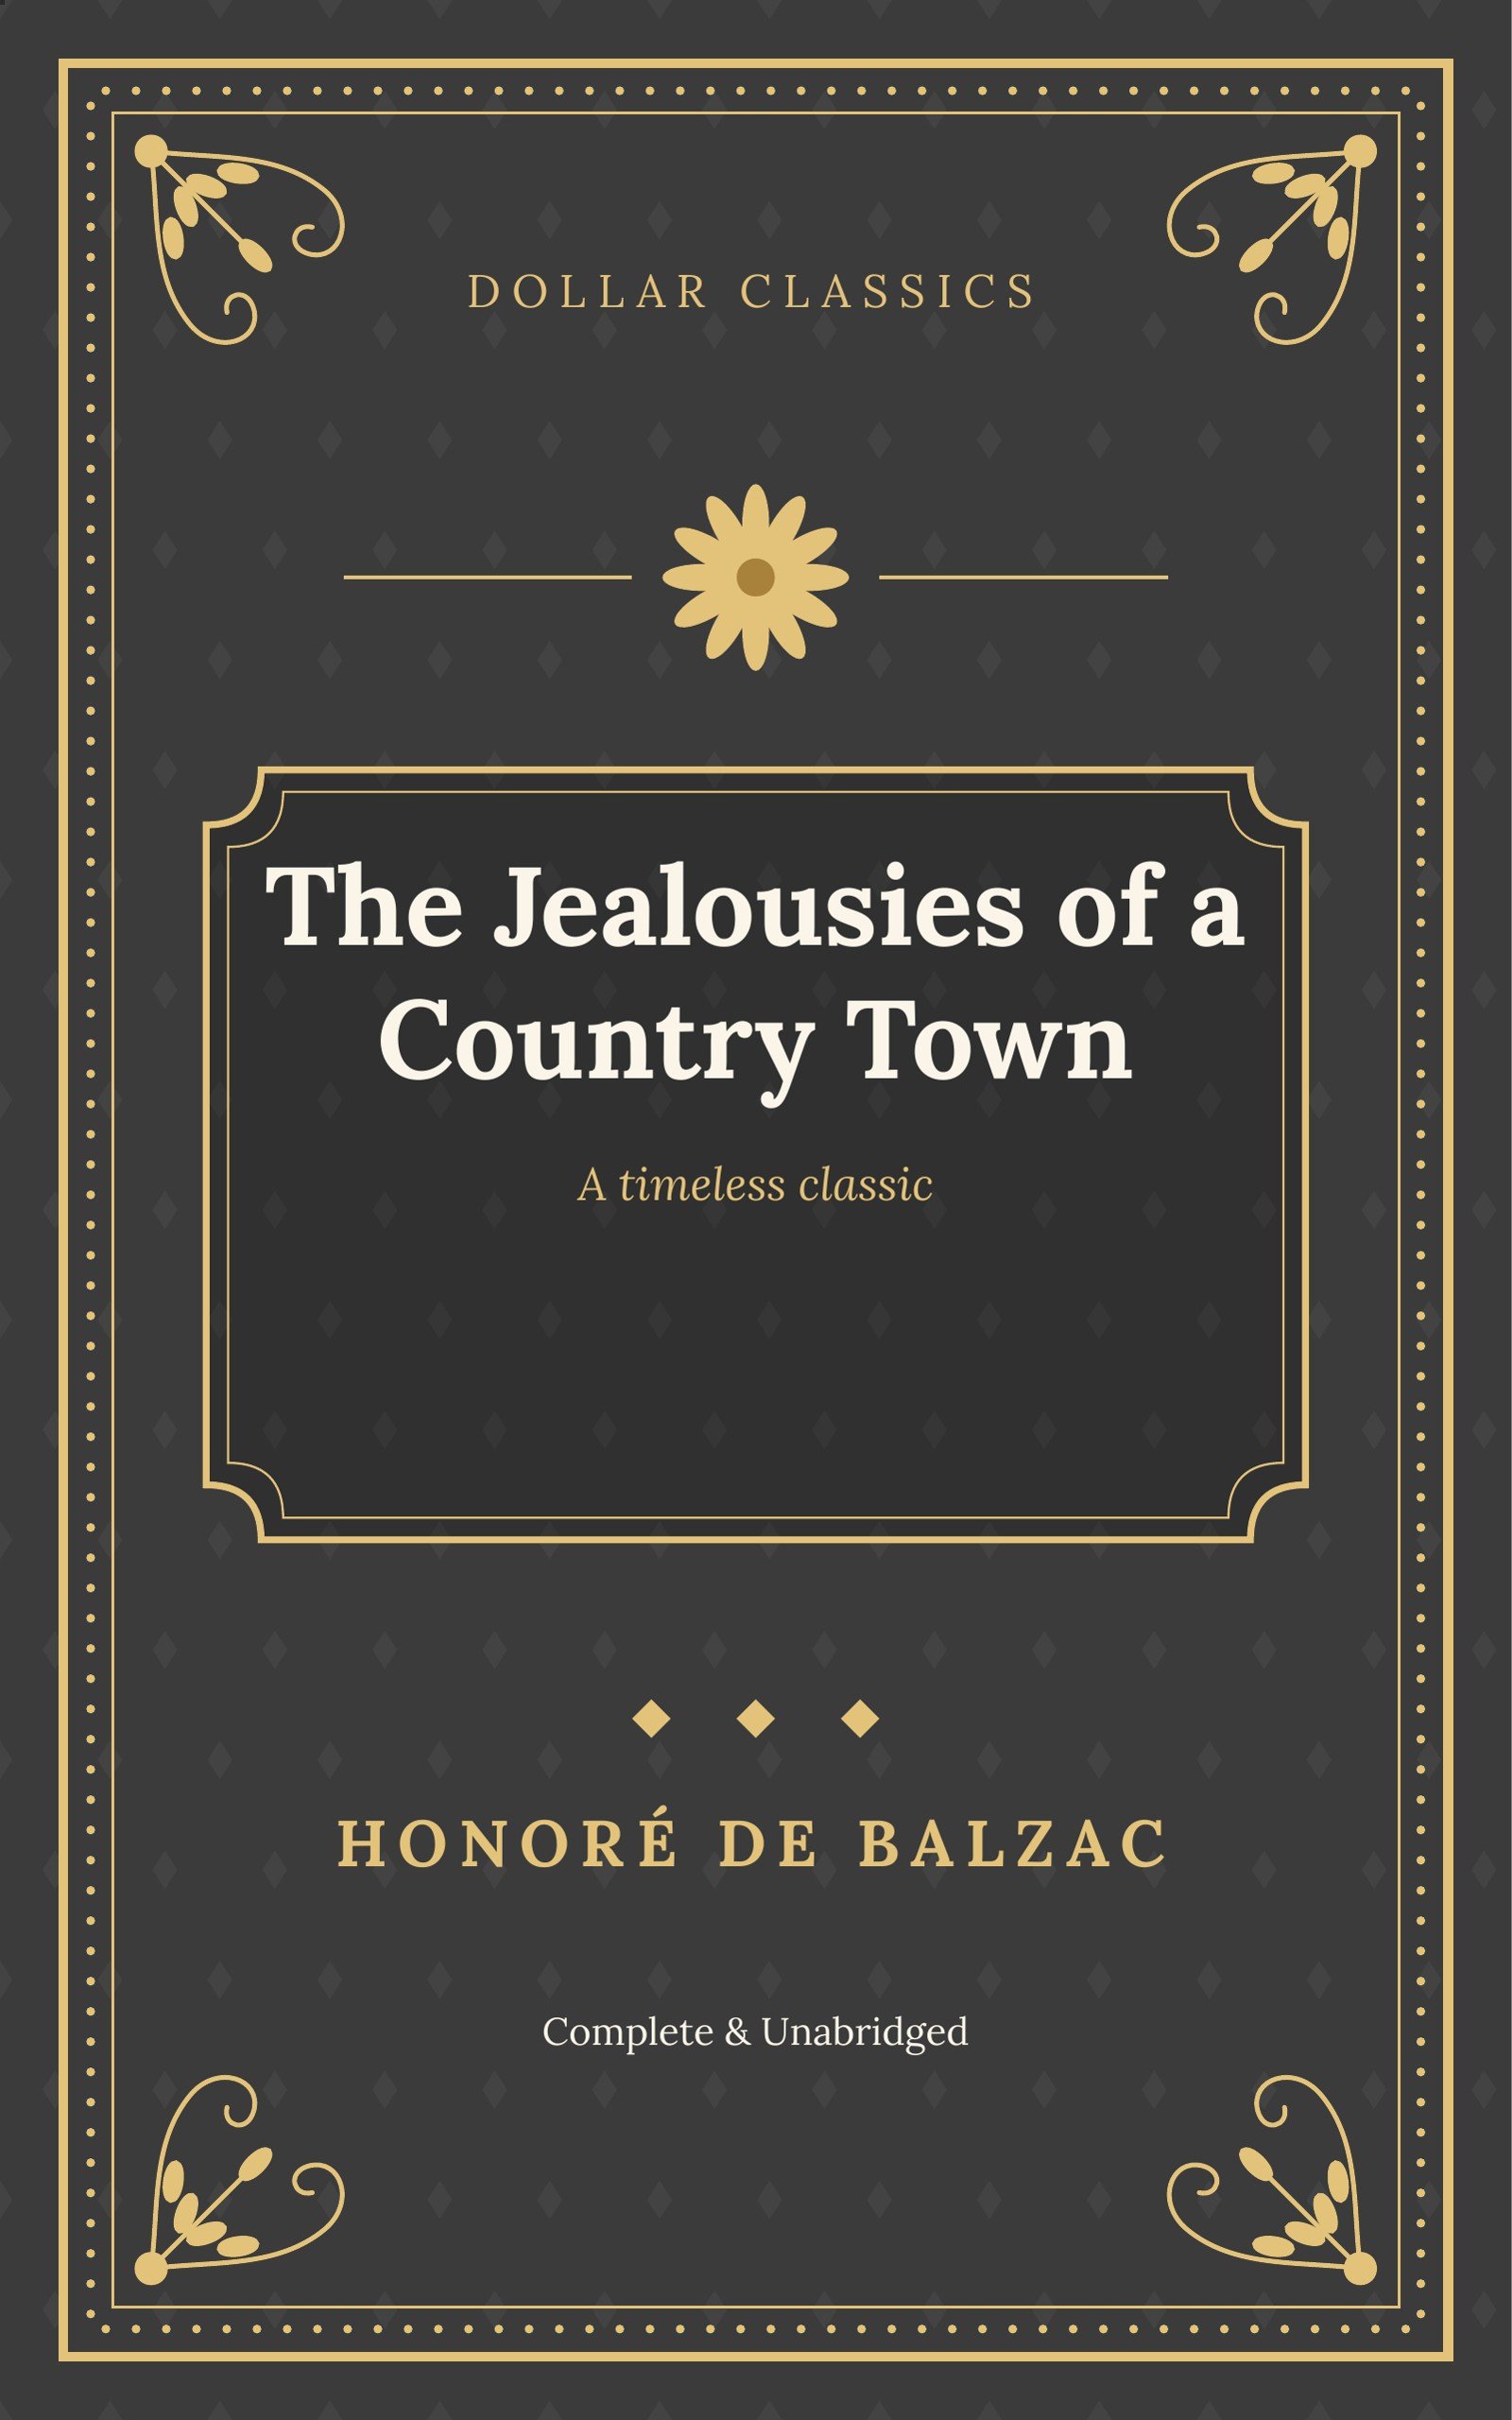 DOLLAR CLASSICS
The Jealousies of a
Country Town
A timeless classic
HONORÉ DE BALZAC
Complete & Unabridged